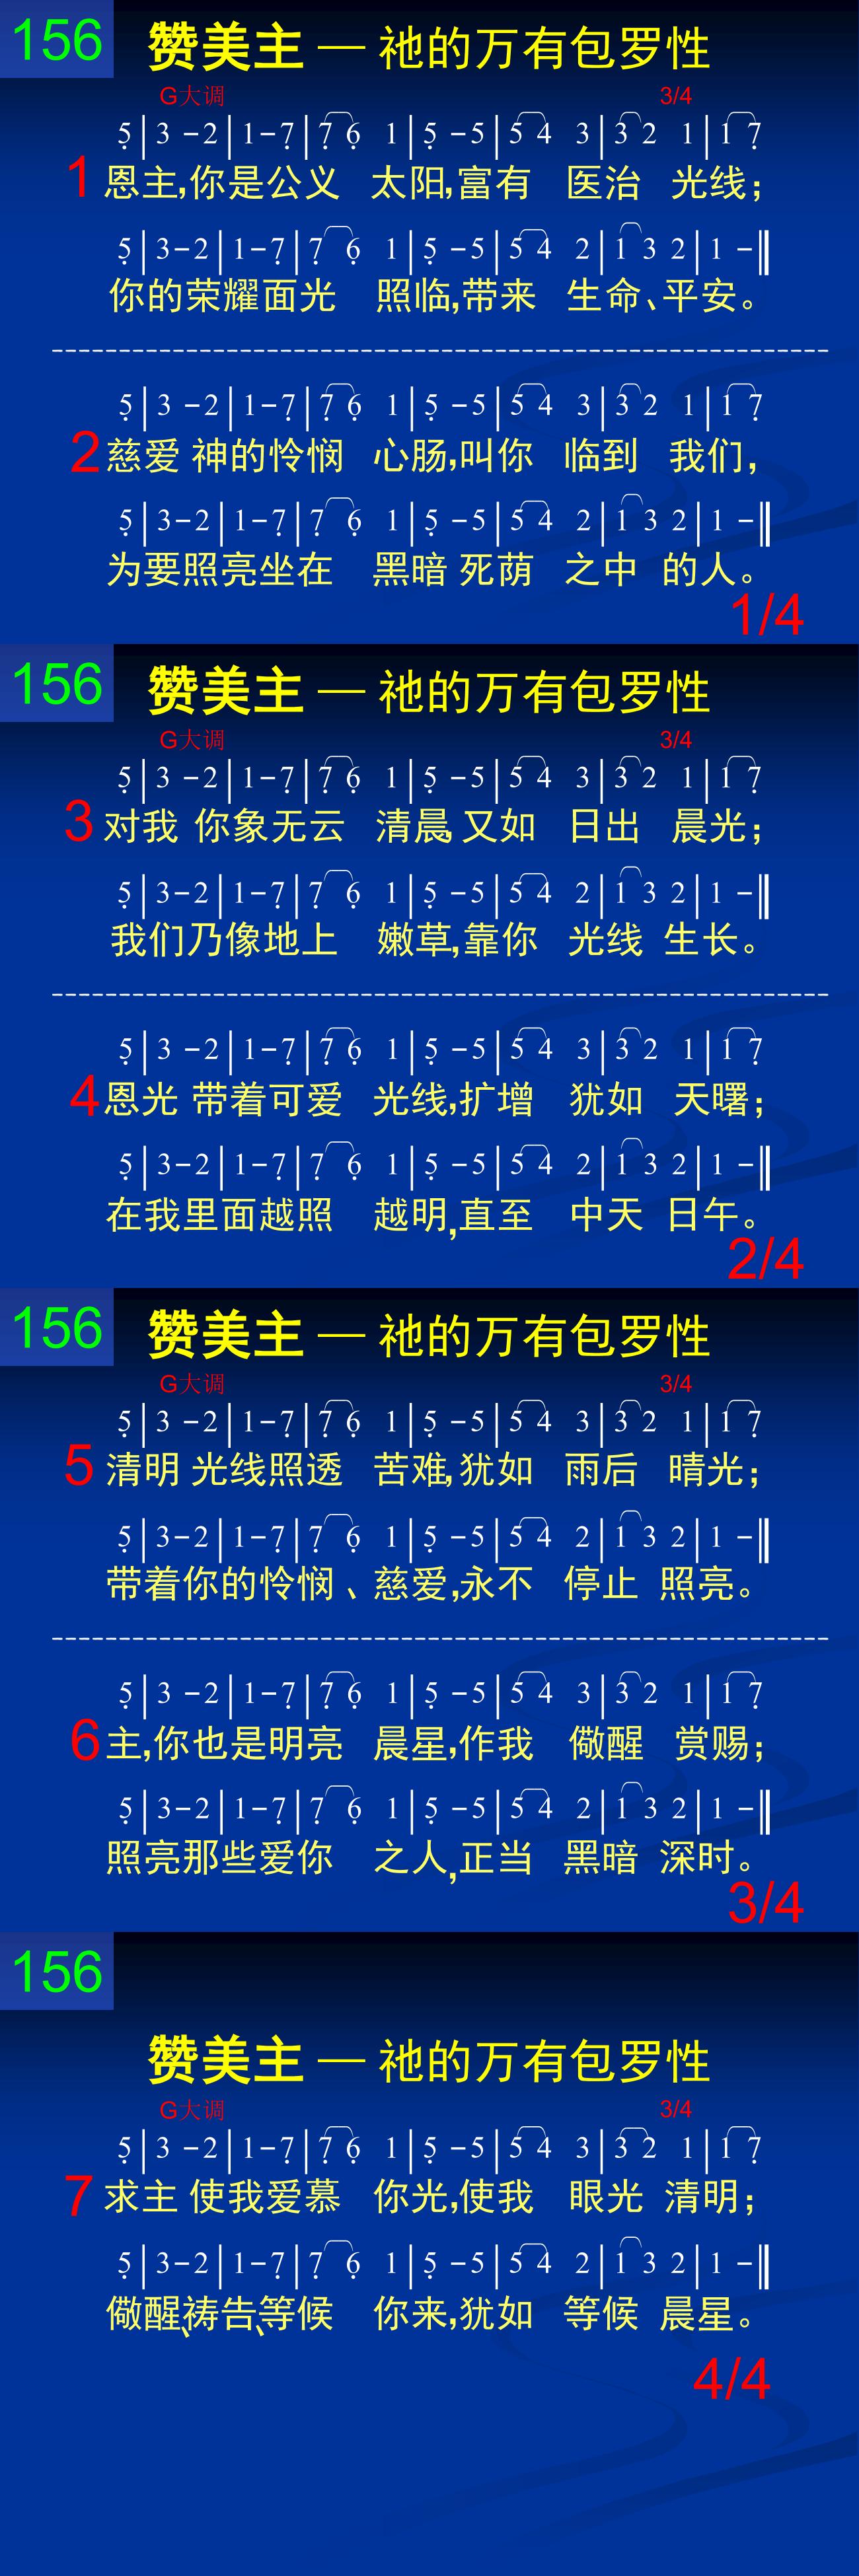 156
赞美主 — 祂的万有包罗性
G大调 3/4
5|3 -2|1-7|7 6 1|5 -5|5 4 3|3 2 1|1 7
1 恩主,你是公义 太阳,富有 医治 光线;
5|3-2|1-7|7 6 1|5 -5|5 4 2|1 3 2|1 -‖
你的荣耀面光 照临,带来 生命、平安。
5|3 -2|1-7|7 6 1|5 -5|5 4 3|3 2 1|1 7
2 慈爱 神的怜悯 心肠,叫你 临到 我们,
5|3-2|1-7|7 6 1|5 -5|5 4 2|1 3 2|1 -‖
为要照亮坐在 黑暗 死荫 之中 的人。
1/4
156
赞美主 — 祂的万有包罗性
G大调 3/4
5|3 -2|1-7|7 6 1|5 -5|5 4 3|3 2 1|1 7
3 对我 你象无云 清晨,又如 日出 晨光;
5|3-2|1-7|7 6 1|5 -5|5 4 2|1 3 2|1 -‖
我们乃像地上 嫩草,靠你 光线 生长。
5|3 -2|1-7|7 6 1|5 -5|5 4 3|3 2 1|1 7
4 恩光 带着可爱 光线,扩增 犹如 天曙;
5|3-2|1-7|7 6 1|5 -5|5 4 2|1 3 2|1 -‖
在我里面越照 越明,直至 中天 日午。
2/4
156
赞美主 — 祂的万有包罗性
G大调 3/4
5|3 -2|1-7|7 6 1|5 -5|5 4 3|3 2 1|1 7
5 清明 光线照透 苦难,犹如 雨后 晴光;
5|3-2|1-7|7 6 1|5 -5|5 4 2|1 3 2|1 -‖
带着你的怜悯、慈爱,永不 停止 照亮。
5|3 -2|1-7|7 6 1|5 -5|5 4 3|3 2 1|1 7
6 主,你也是明亮 晨星,作我 儆醒 赏赐;
5|3-2|1-7|7 6 1|5 -5|5 4 2|1 3 2|1 -‖
照亮那些爱你 之人,正当 黑暗 深时。
3/4
156
赞美主 — 祂的万有包罗性
G大调 3/4
5|3 -2|1-7|7 6 1|5 -5|5 4 3|3 2 1|1 7
7 求主 使我爱慕 你光,使我 眼光 清明;
5|3-2|1-7|7 6 1|5 -5|5 4 2|1 3 2|1 -‖
儆醒、祷告、等候 你来,犹如 等候 晨星。
4/4